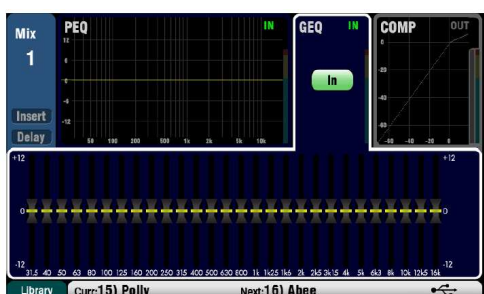 Mix
1
Insert
Delay
PEQ IN
12
6
0
-6
-12
50 100 200 500 1k 2k 5k 10k
GEQ IN
In
COMP OUT
0
-20
-40
-60
-60 -40 -20 0
+12 +12
0 0
-12 -12
31.5 40 50 63 80 100 125 160 200 250 315 400 500 630 800 1k 1k25 1k6 2k 2k5 3k15 4k 5k 6k3 8k 10k 12k5 16k
Library Curr:15) Polly Next:16) Abee